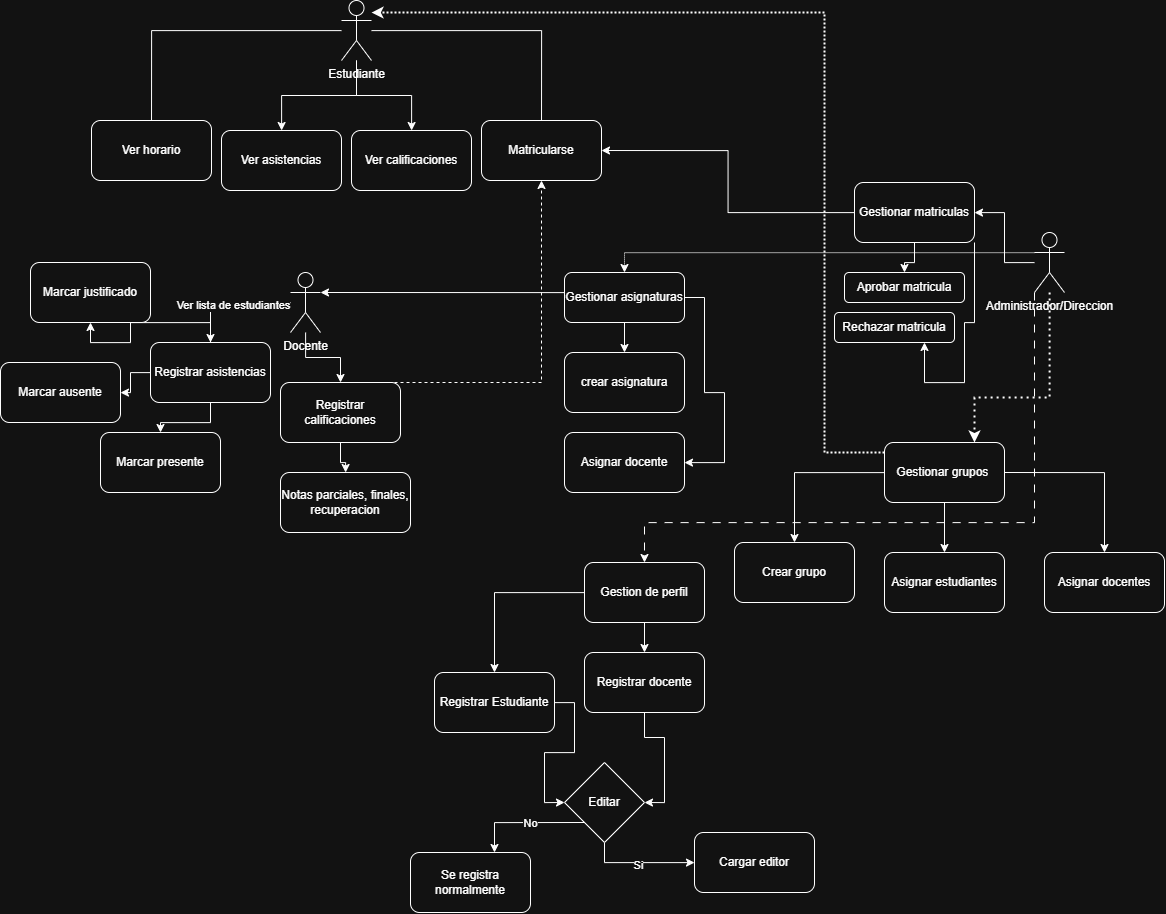 Estudiante
Ver horario
Ver asistencias
Ver calificaciones
Matricularse
Gestionar matriculas
Aprobar matricula
Rechazar matricula
Administrador/Direccion
Marcar justificado
Ver lista de estudiantes
Docente
Gestionar asignaturas
Registrar asistencias
Marcar ausente
Marcar presente
Registrar
calificaciones
Notas parciales, finales,
recuperacion
crear asignatura
Asignar docente
Gestionar grupos
Crear grupo
Asignar estudiantes
Asignar docentes
Gestion de perfil
Registrar Estudiante
Registrar docente
Editar
No
Si
Se registra
normalmente
Cargar editor